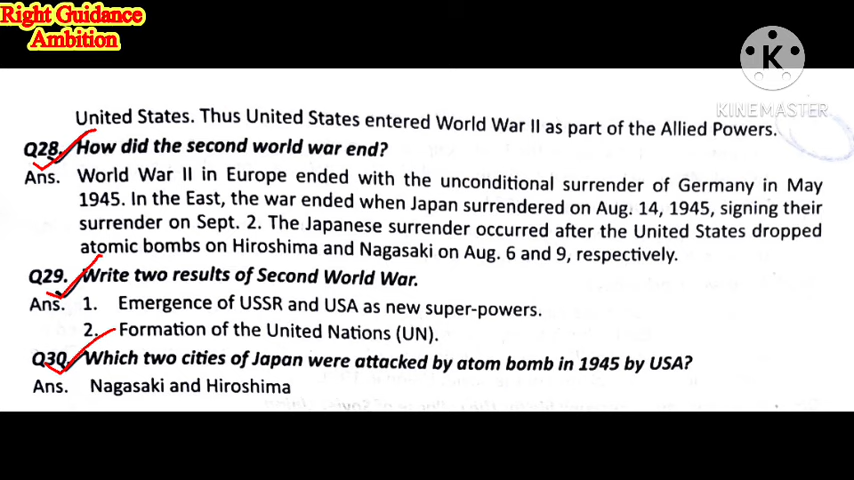 Right Guidance
Ambition
K
KINEMASTER
United States. Thus United States entered World War II as part of the Allied Powers.
Q28. How did the second world war end?
Ans. World War II in Europe ended with the unconditional surrender of Germany in May
1945. In the East, the war ended when Japan surrendered on Aug. 14, 1945, signing their
surrender on Sept. 2. The Japanese surrender occurred after the United States dropped
atomic bombs on Hiroshima and Nagasaki on Aug. 6 and 9, respectively.
Q29. Write two results of Second World War.
Ans. 1. Emergence of USSR and USA as new super-powers.
2. Formation of the United Nations (UN).
Q30. Which two cities of Japan were attacked by atom bomb in 1945 by USA?
Ans. Nagasaki and Hiroshima